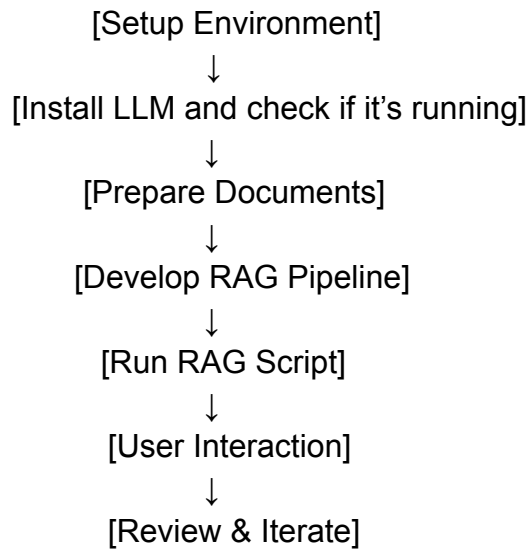 [Setup Environment]
↓
[Install LLM and check if it’s running]
↓
[Prepare Documents]
↓
[Develop RAG Pipeline]
↓
[Run RAG Script]
↓
[User Interaction]
↓
[Review & Iterate]